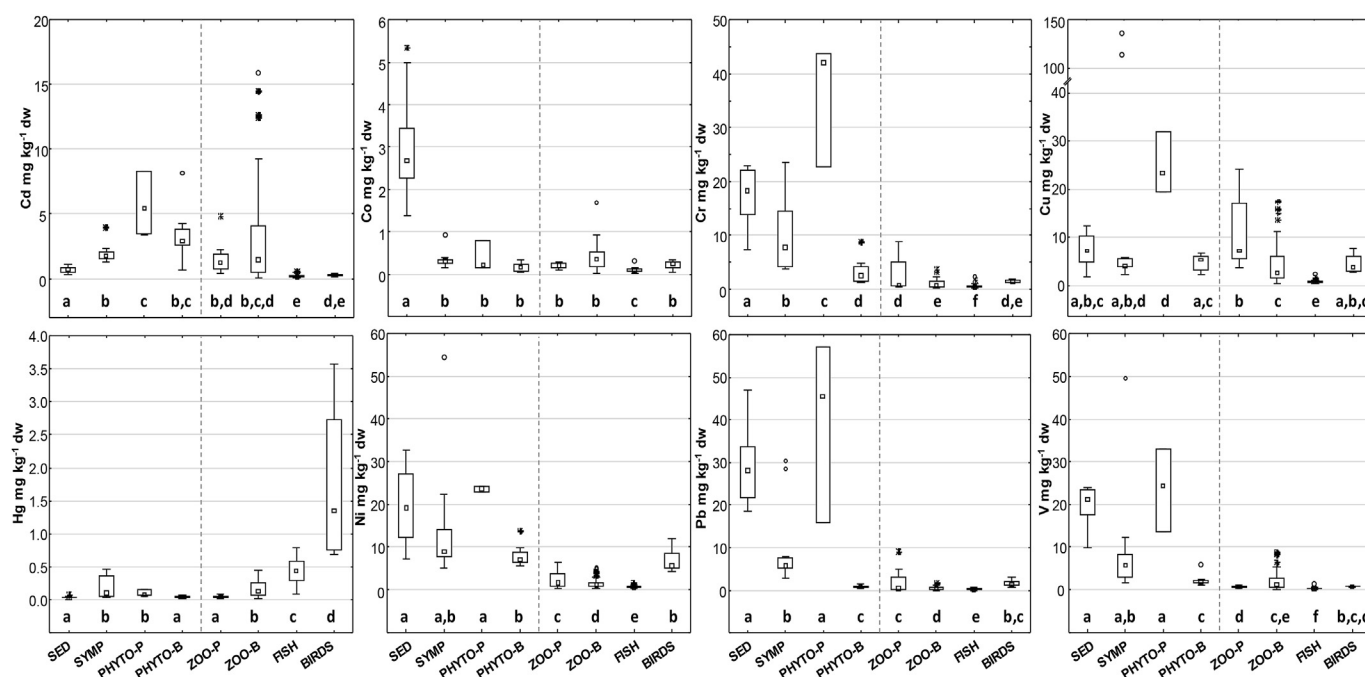 Cd mg kg-1 dw
20
15
10
5
0
a b c b,c b,d b,c,d e d,e
Co mg kg-1 dw
6
5
4
3
2
1
0
a b b b b b c b
Cr mg kg-1 dw
50
40
30
20
10
0
a b c d d e f d,e
Cu mg kg-1 dw
150
100
40
30
20
10
0
a,b,c a,b,d d a,c b c e
Hg mg kg-1 dw
4.0
3.5
3.0
2.5
2.0
1.5
1.0
0.5
0.0
a b b a a b c d
SED SYMP PHYTO-P PHYTO-B ZOO-P ZOO-B FISH BIRDS
Ni mg kg-1 dw
60
50
40
30
20
10
0
a a,b a b c d e b
SED SYMP PHYTO-P PHYTO-B ZOO-P ZOO-B FISH BIRDS
Pb mg kg-1 dw
60
50
40
30
20
10
0
a b a c c d e b,c
SED SYMP PHYTO-P PHYTO-B ZOO-P ZOO-B FISH BIRDS
V mg kg-1 dw
60
50
40
30
20
10
0
a a,b a c d c,e f
SED SYMP PHYTO-P PHYTO-B ZOO-P ZOO-B FISH BIRDS